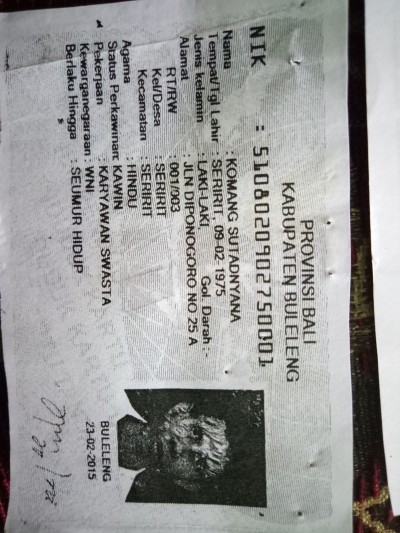 PROVINSI BALI
KABUPATEN BULELENG
NIK : 5108020902750001
Nama : KOMANG SUTADNYANA
Tempat/Tgl Lahir : SERIRIT, 09-02-1975
Jenis kelamin : LAKI-LAKI Gol. Darah : -
Alamat : JLN DIPONOGORO NO 25 A
RT/RW : 001/003
Kel/Desa : SERIRIT
Kecamatan : SERIRIT
Agama : HINDU
Status Perkawinan: KAWIN
Pekerjaan : KARYAWAN SWASTA
Kewarganegaraan : WNI
Berlaku Hingga : SEUMUR HIDUP
BULELENG
23-02-2015